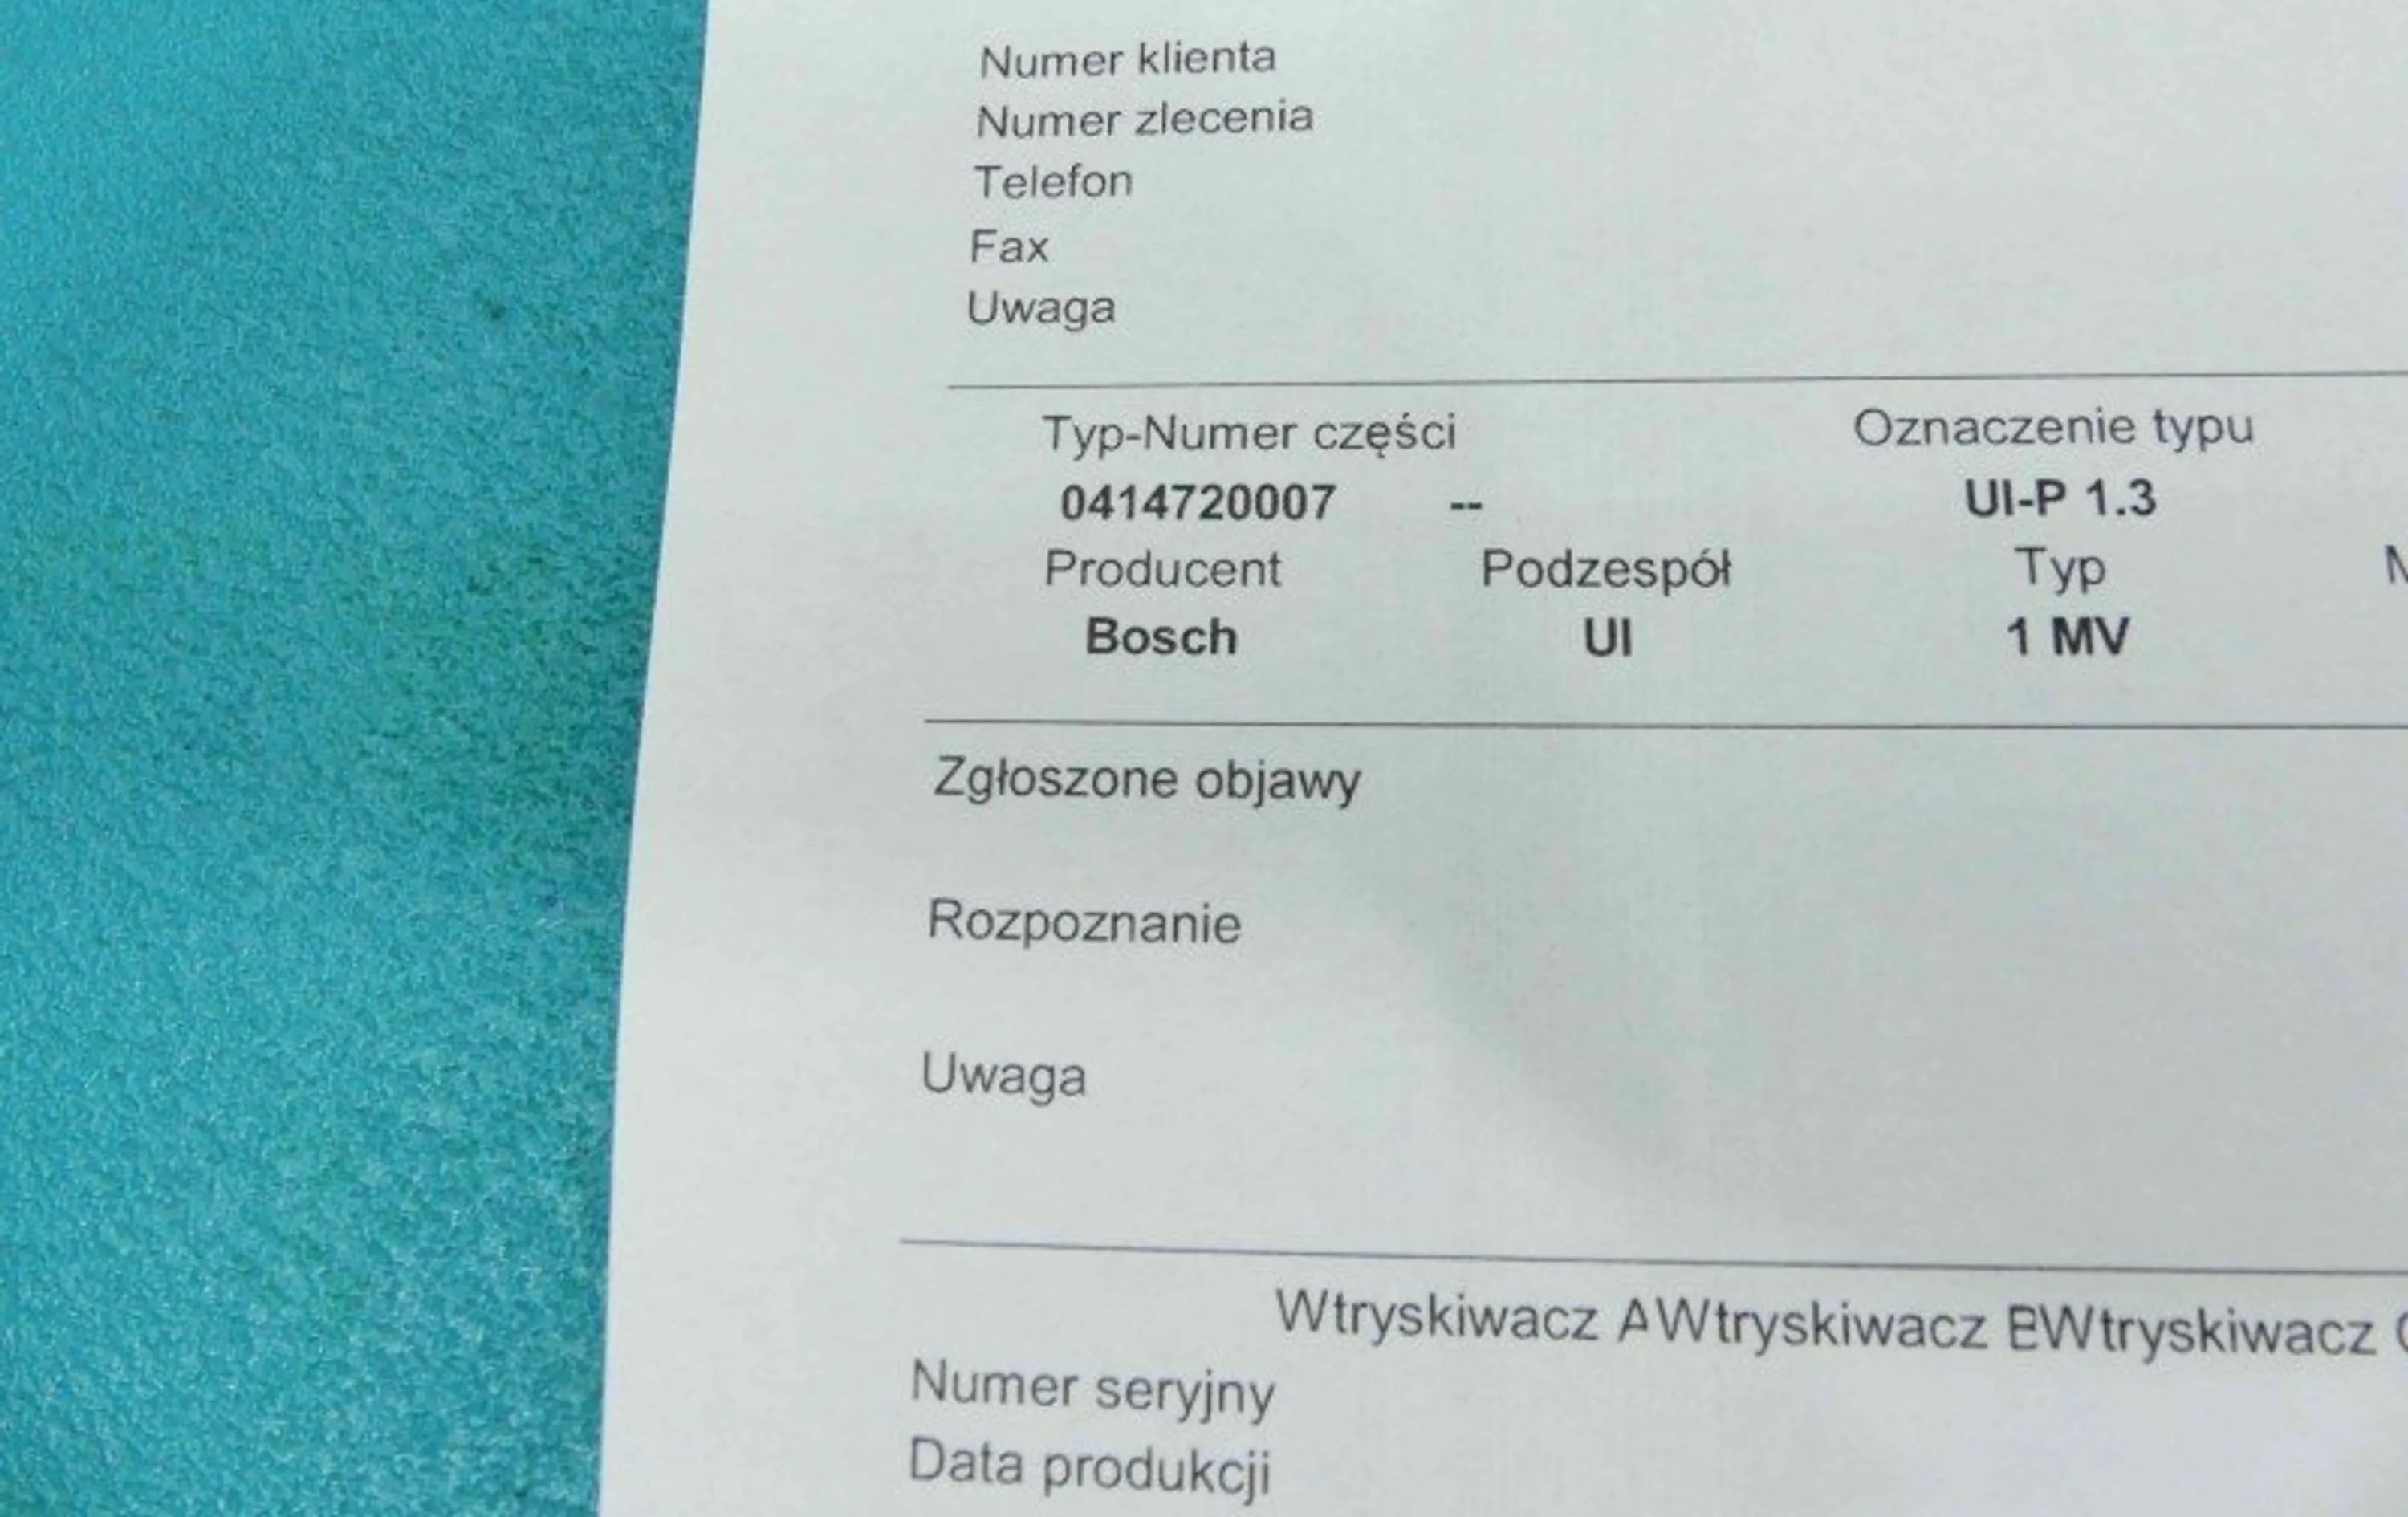 Numer klienta
Numer zlecenia
Telefon
Fax
Uwaga
Typ-Numer części Oznaczenie typu
0414720007 -- UI-P 1.3
Producent Podzespół Typ
Bosch UI 1 MV
Zgłoszone objawy
Rozpoznanie
Uwaga
Wtryskiwacz AWtryskiwacz BWtryskiwacz
Numer seryjny
Data produkcji